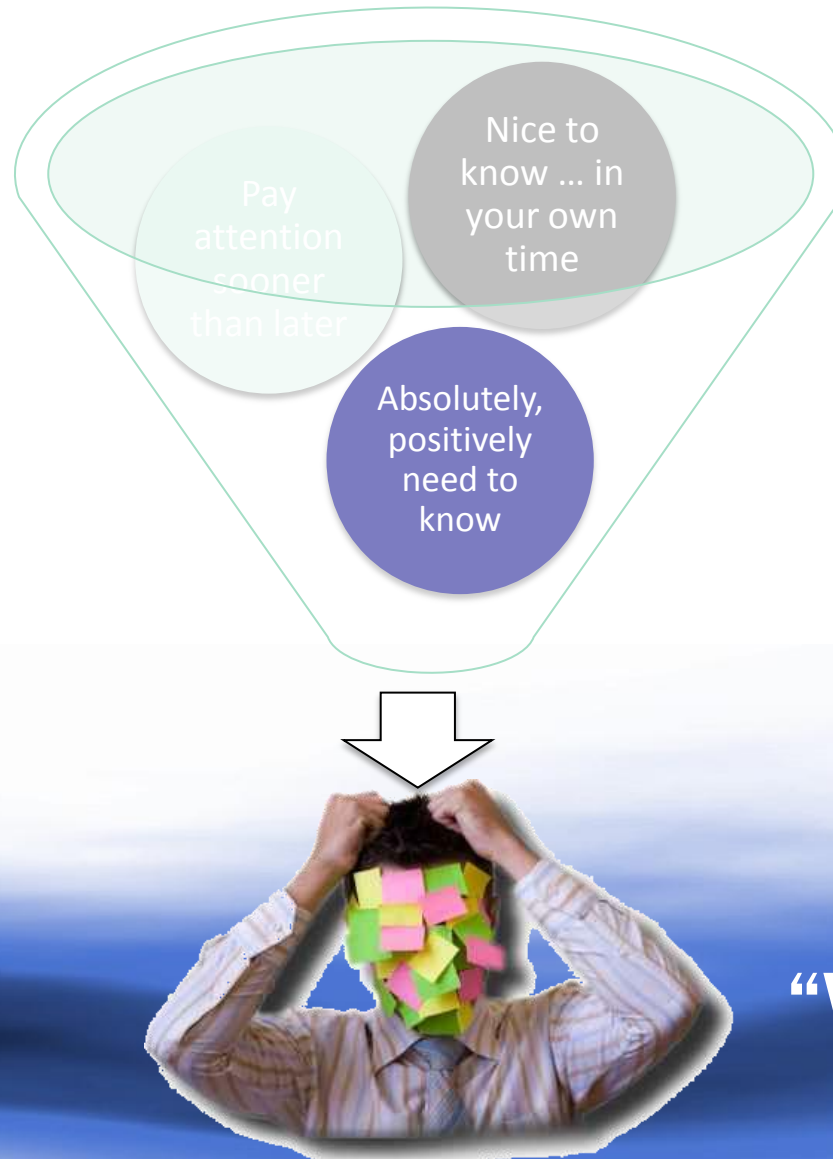 Nice to
know ... in
your own
time
Pay
attention
sooner
than later
Absolutely,
positively
need to
know
“